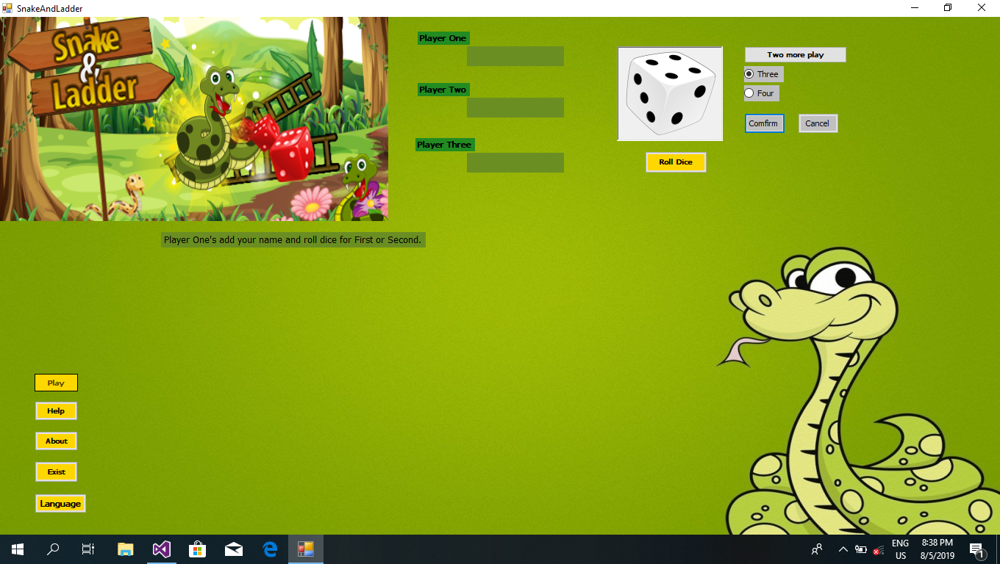 SnakeAndLadder
Snake
&
Ladder
Player One
Player Two
Player Three
Two more play
Three
Four
Confirm
Cancel
Roll Dice
Player One's add your name and roll dice for First or Second.
Play
Help
About
Exist
Language
ENG
US
8:38 PM
8/5/2019
1